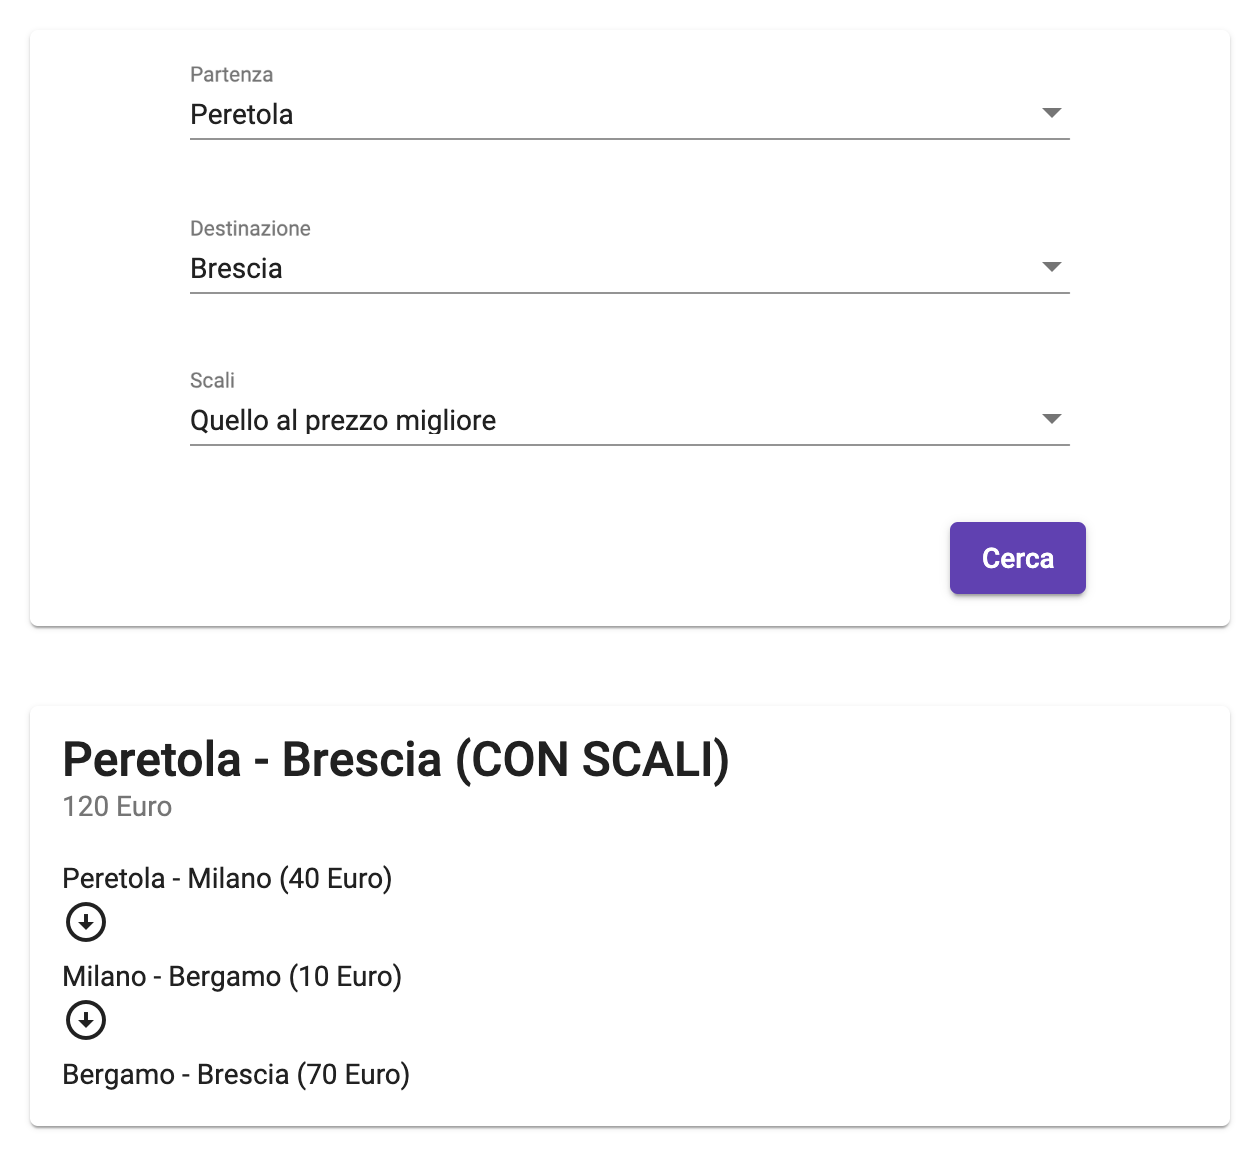 Partenza
Peretola
Destinazione
Brescia
Scali
Quello al prezzo migliore
Cerca
Peretola - Brescia (CON SCALI)
120 Euro
Peretola - Milano (40 Euro)
Milano - Bergamo (10 Euro)
Bergamo - Brescia (70 Euro)